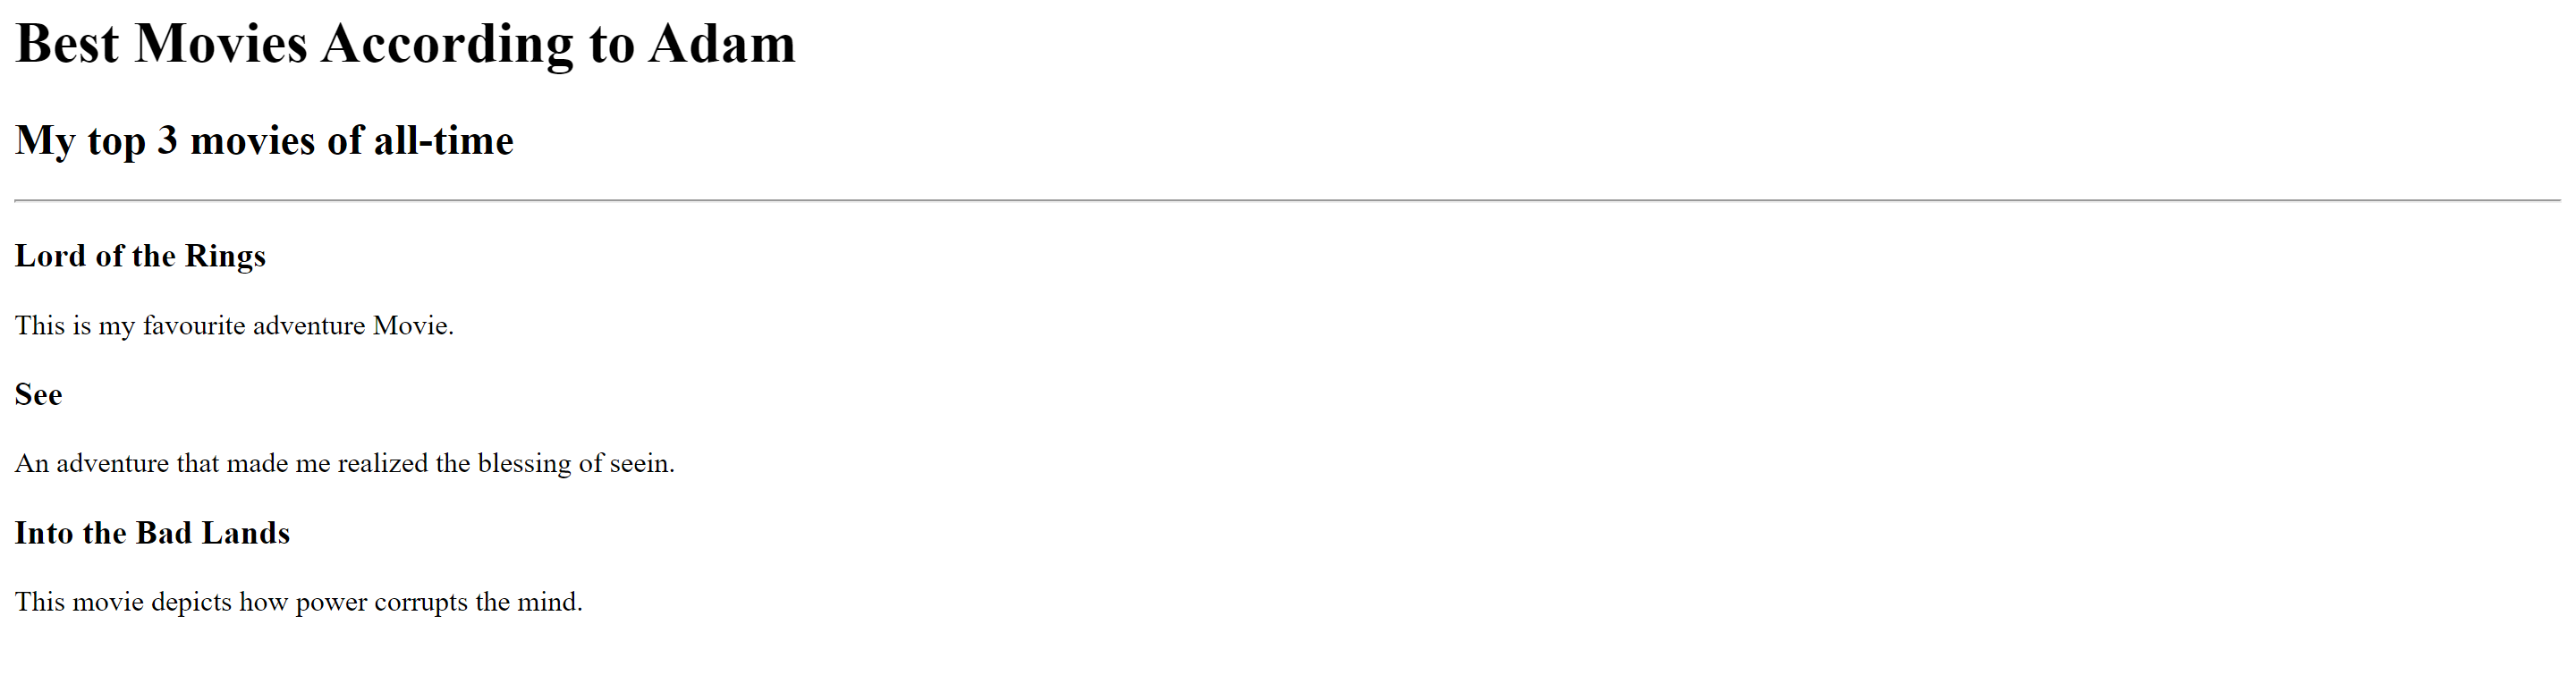 Best Movies According to Adam
My top 3 movies of all-time
Lord of the Rings
This is my favourite adventure Movie.
See
An adventure that made me realized the blessing of seein.
Into the Bad Lands
This movie depicts how power corrupts the mind.